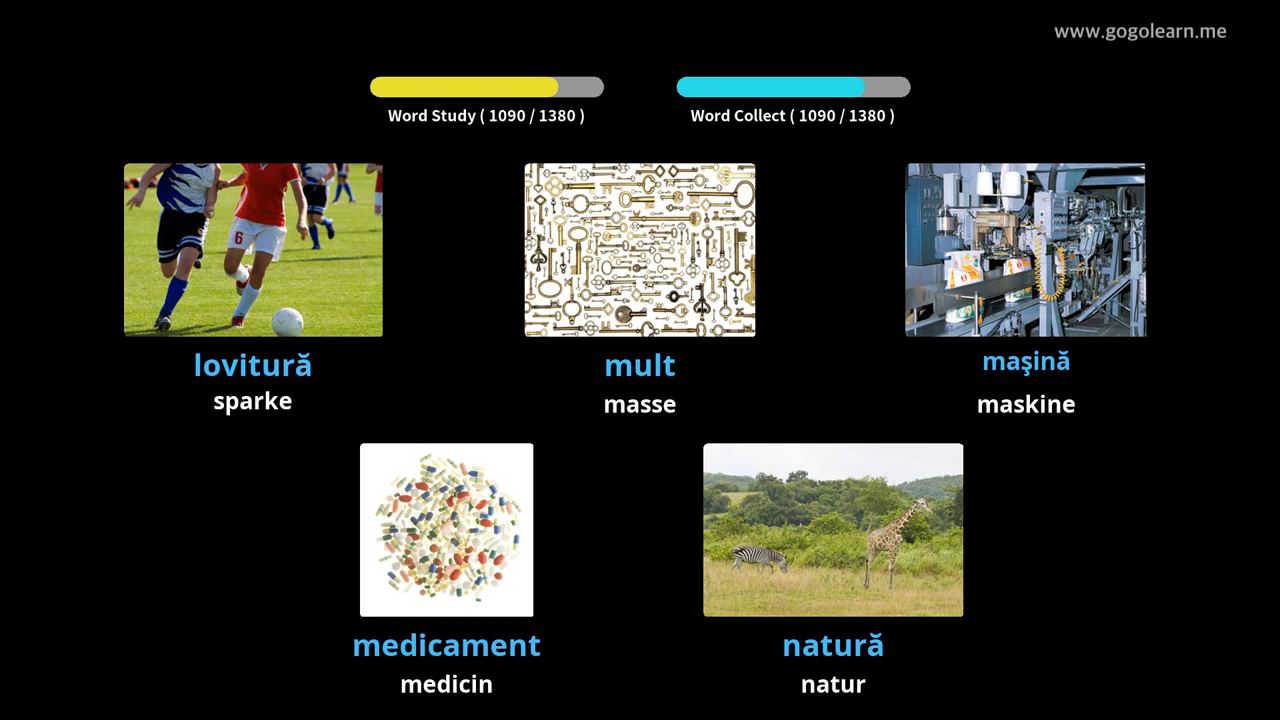 www.gogolearn.me
Word Study ( 1090 / 1380 )
Word Collect ( 1090 / 1380 )
6
lovitură
sparke
mult
masse
maşină
maskine
medicament
medicin
natură
natur